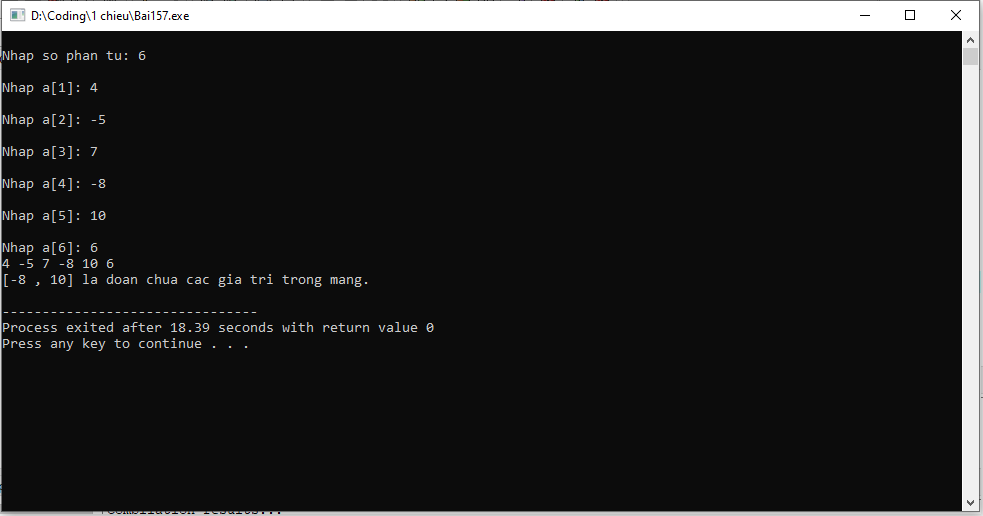 D:\Coding\1 chieu\Bai157.exe
Nhap so phan tu: 6
Nhap a[1]: 4
Nhap a[2]: -5
Nhap a[3]: 7
Nhap a[4]: -8
Nhap a[5]: 10
Nhap a[6]: 6
4 -5 7 -8 10 6
[-8 , 10] la doan chua cac gia tri trong mang.
--------------------------------
Process exited after 18.39 seconds with return value 0
Press any key to continue . . .